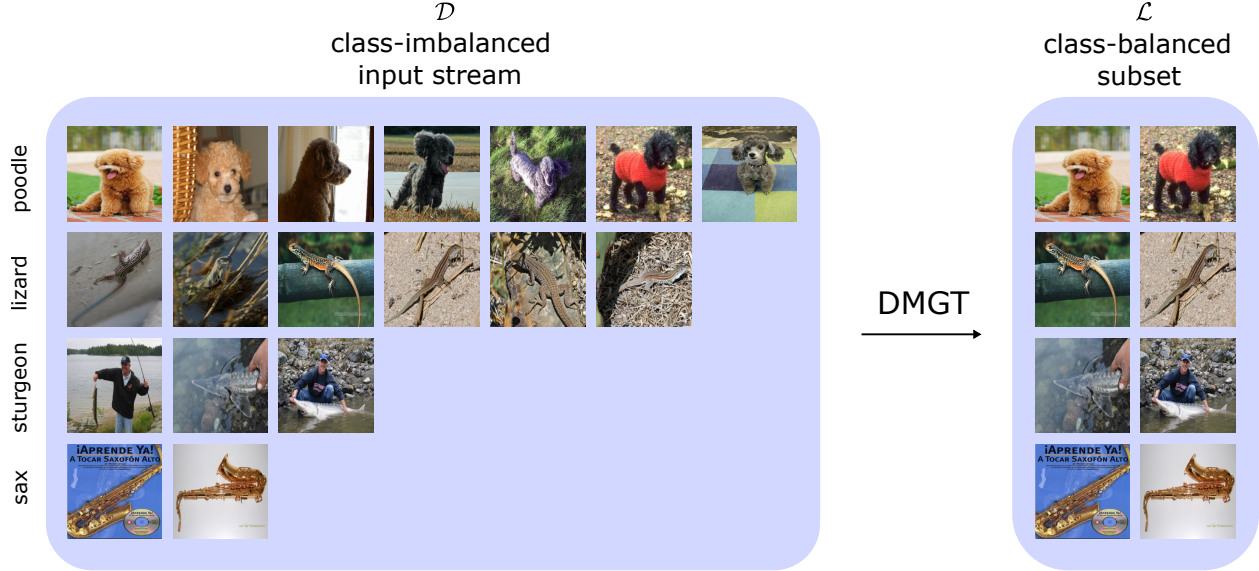 𝒟
class-imbalanced
input stream
ℒ
class-balanced
subset
poodle
lizard
sturgeon
sax
DMGT
¡APRENDE YA!
A TOCAR SAXOFÓN ALTO
¡APRENDE YA!
A TOCAR SAXOFÓN ALTO